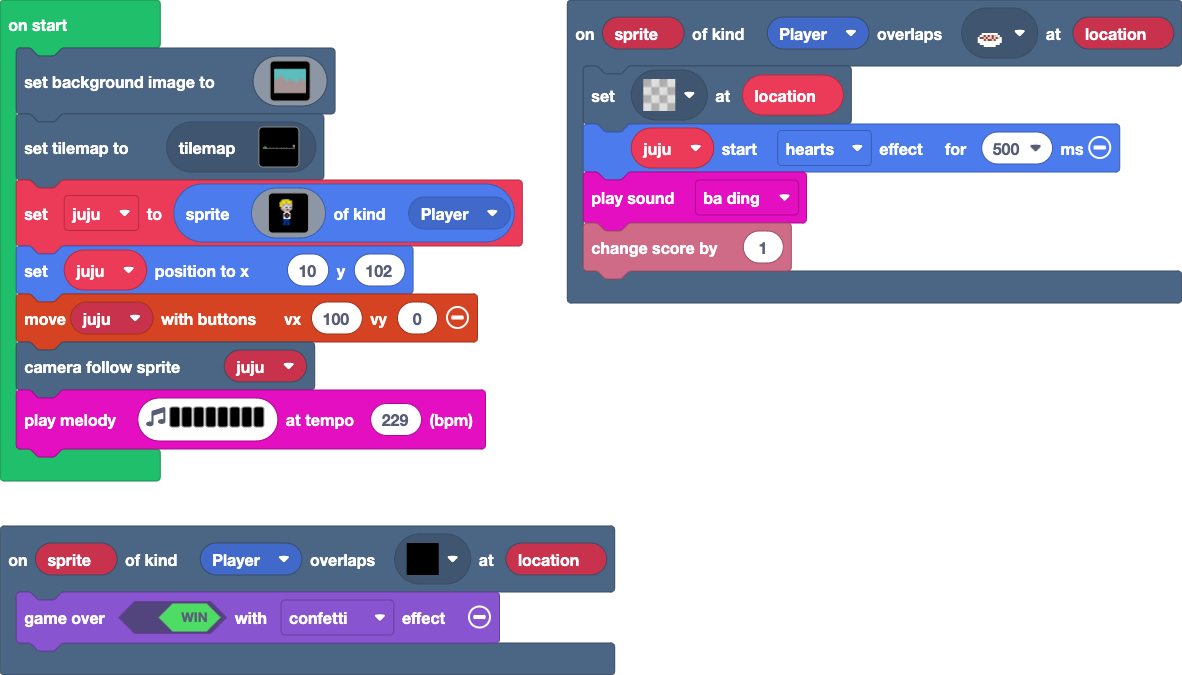 on start
set background image to
set tilemap to tilemap
set juju to sprite of kind Player
set juju position to x 10 y 102
move juju with buttons vx 100 vy 0
camera follow sprite juju
play melody at tempo 229 (bpm)
on sprite of kind Player overlaps at location
set at location
juju start hearts effect for 500 ms
play sound ba ding
change score by 1
on sprite of kind Player overlaps at location
game over WIN with confetti effect